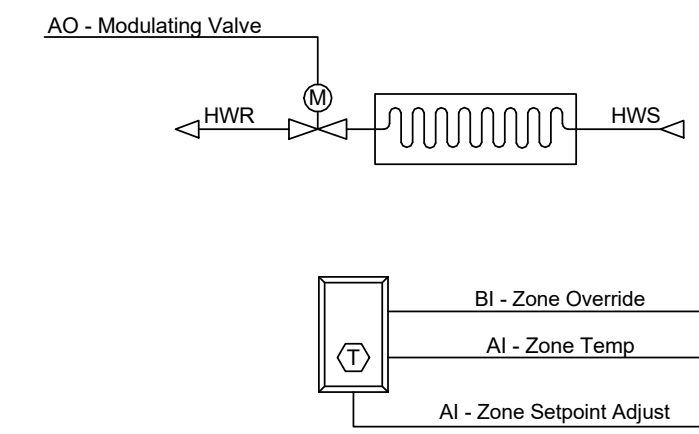 AO - Modulating Valve
M
HWR
HWS
BI - Zone Override
AI - Zone Temp
T
AI - Zone Setpoint Adjust